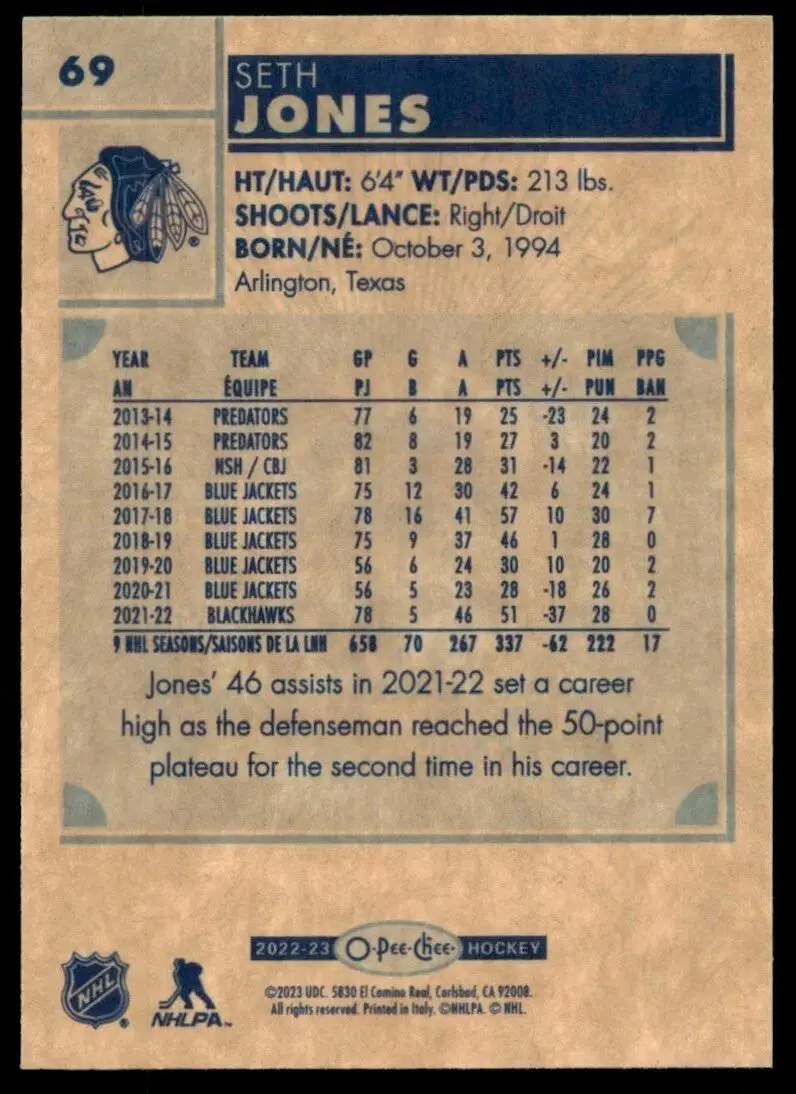 69
SETH
JONES
HT/HAUT: 6'4" WT/PDS: 213 lbs.
SHOOTS/LANCE: Right/Droit
BORN/NÉ: October 3, 1994
Arlington, Texas
YEAR TEAM GP G A PTS +/- PIM PPG
AN ÉQUIPE PJ B A PTS +/- PUN BAN
2013-14 PREDATORS 77 6 19 25 -23 24 2
2014-15 PREDATORS 82 8 19 27 3 20 2
2015-16 NSH / CBJ 81 3 28 31 -14 22 1
2016-17 BLUE JACKETS 75 12 30 42 6 24 1
2017-18 BLUE JACKETS 78 16 41 57 10 30 7
2018-19 BLUE JACKETS 75 9 37 46 1 28 0
2019-20 BLUE JACKETS 56 6 24 30 10 20 2
2020-21 BLUE JACKETS 56 5 23 28 -18 26 2
2021-22 BLACKHAWKS 78 5 46 51 -37 28 0
9 NHL SEASONS/SAISONS DE LA LNH 658 70 267 337 -62 222 17
Jones' 46 assists in 2021-22 set a career
high as the defenseman reached the 50-point
plateau for the second time in his career.
2022-23 O-Pee-Chee HOCKEY
NHL ®
NHLPA™
©2023 UDC. 5830 El Camino Real, Carlsbad, CA 92008.
All rights reserved. Printed in Italy. ©NHLPA. © NHL.